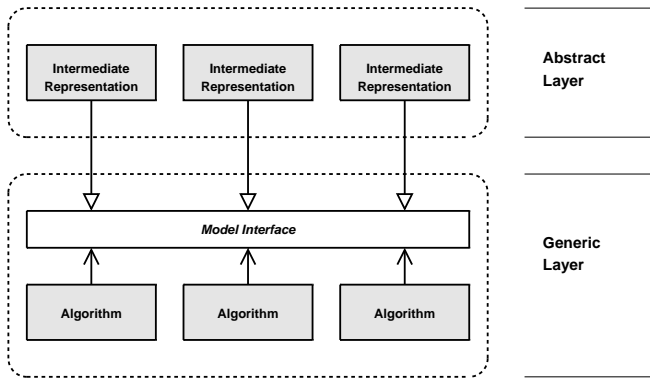 Intermediate
Representation
Intermediate
Representation
Intermediate
Representation
Abstract
Layer
Model Interface
Generic
Layer
Algorithm
Algorithm
Algorithm